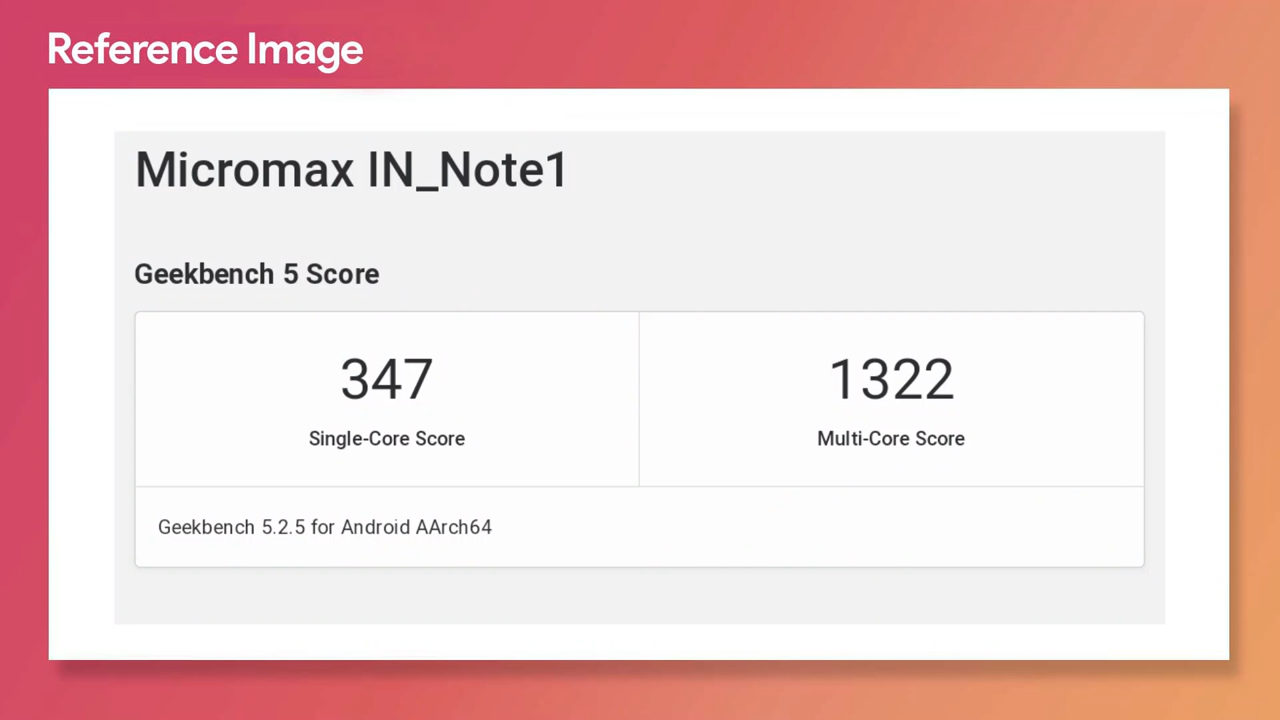 Reference Image
Micromax IN_Note1
Geekbench 5 Score
347
Single-Core Score
1322
Multi-Core Score
Geekbench 5.2.5 for Android AArch64